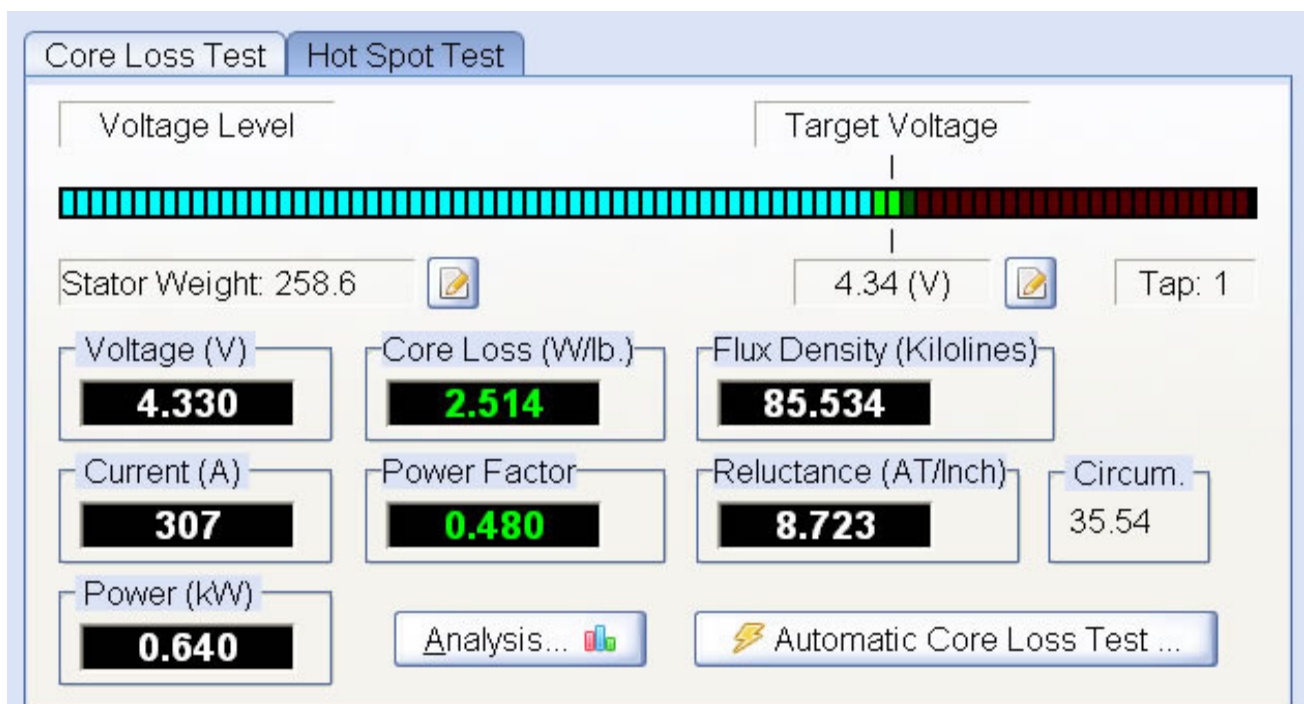 Core Loss Test Hot Spot Test
Voltage Level Target Voltage
Stator Weight: 258.6 4.34 (V) Tap: 1
Voltage (V) Core Loss (W/lb.) Flux Density (Kilolines)
4.330 2.514 85.534
Current (A) Power Factor Reluctance (AT/Inch) Circum.
307 0.480 8.723 35.54
Power (kW)
0.640 Analysis... Automatic Core Loss Test ...